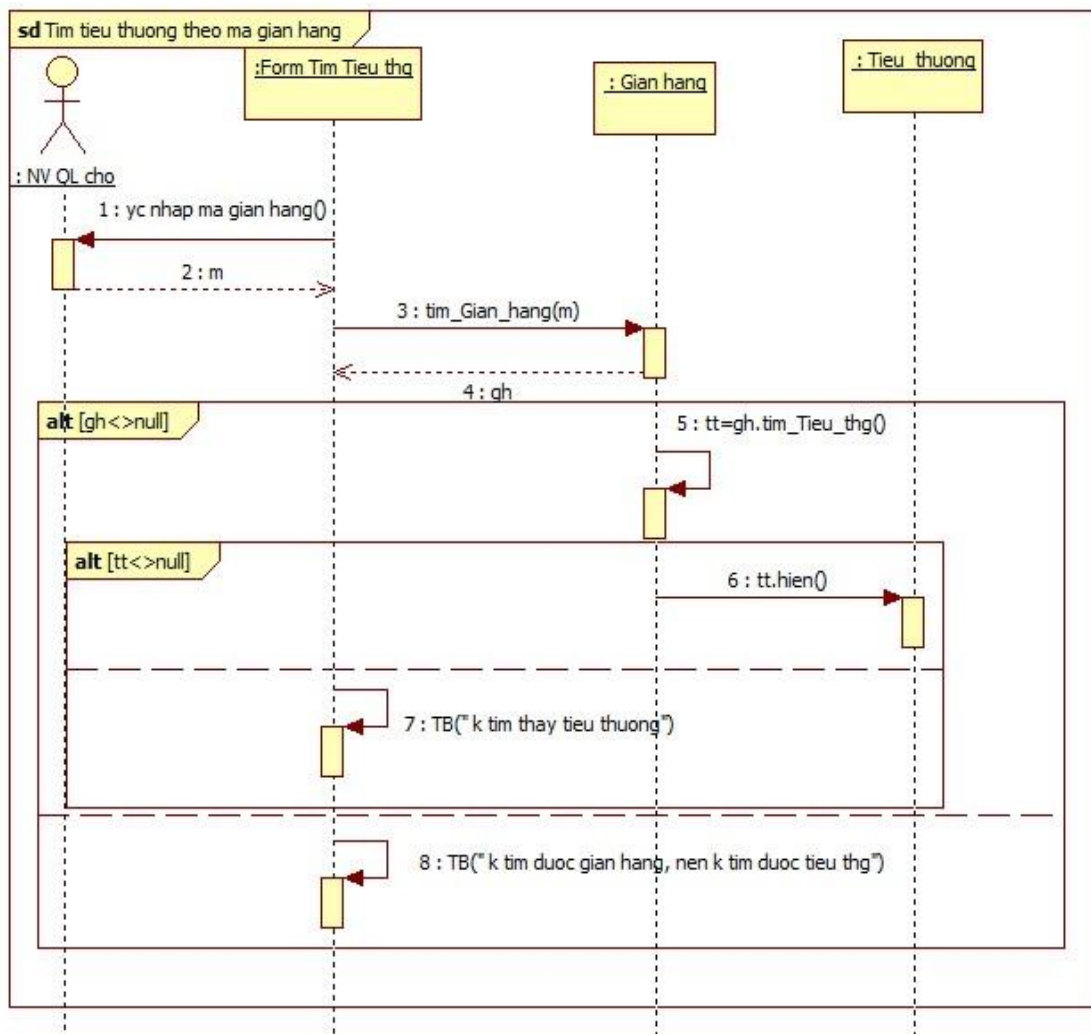 sd Tim tieu thuong theo ma gian hang
:Form Tim Tieu thg
: Gian hang
: Tieu_thuong
: NV QL cho
1 : yc nhap ma gian hang()
2 : m
3 : tim_Gian_hang(m)
4 : gh
alt [gh<>null]
5 : tt=gh.tim_Tieu_thg()
alt [tt<>null]
6 : tt.hien()
7 : TB(" k tim thay tieu thuong")
8 : TB(" k tim duoc gian hang, nen k tim duoc tieu thg")